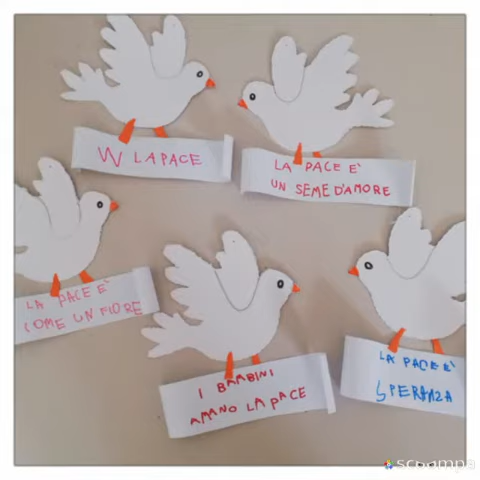 W LA PACE
LA PACE E'
UN SEME D'AMORE
LA PACE E'
COME UN FIORE
I BAMBINI
AMANO LA PACE
LA PACE E'
SPERANZA